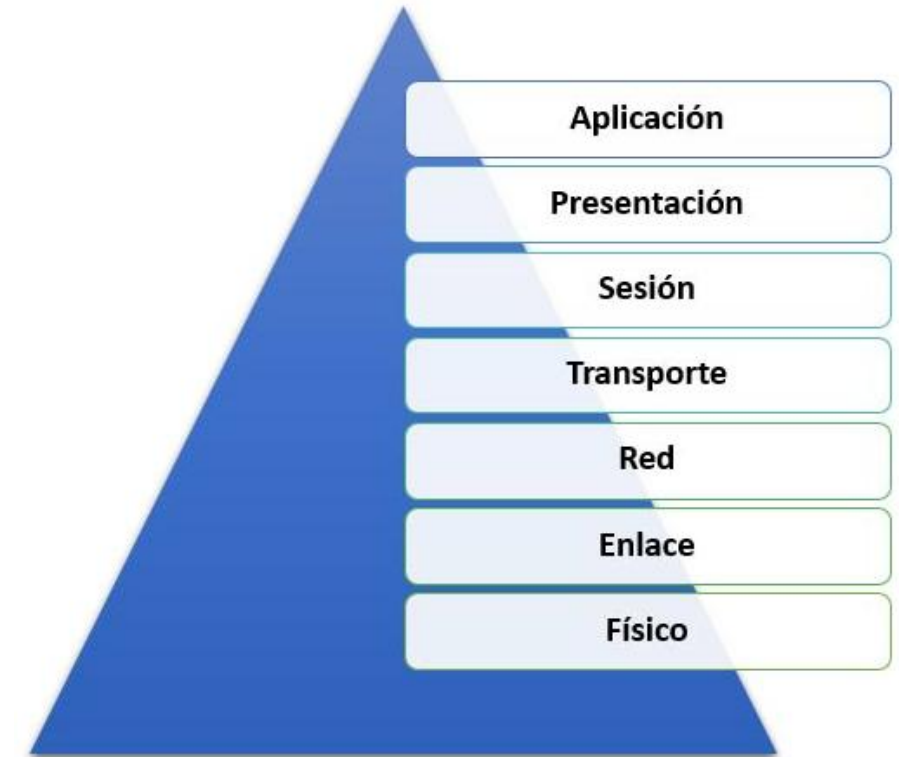 Aplicación
Presentación
Sesión
Transporte
Red
Enlace
Físico